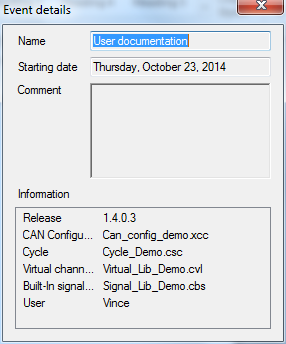 Event details
Name User documentation
Starting date Thursday, October 23, 2014
Comment
Information
Release 1.4.0.3
CAN Configu... Can_config_demo.xcc
Cycle Cycle_Demo.csc
Virtual chann... Virtual_Lib_Demo.cvl
Built-In signal... Signal_Lib_Demo.cbs
User Vince